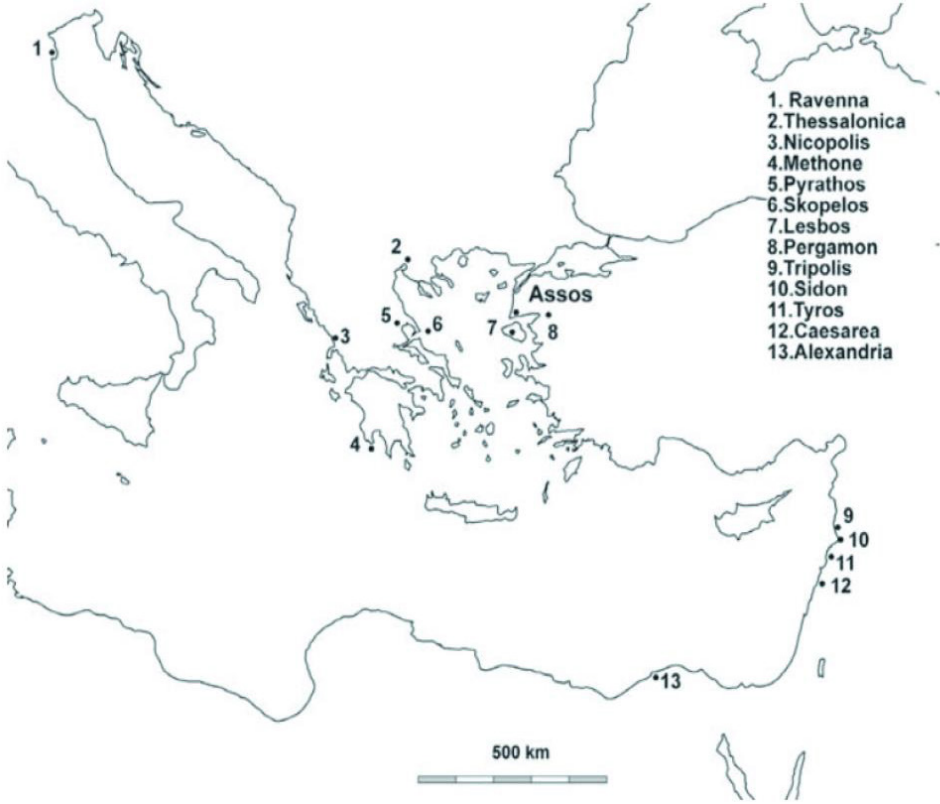 1
1. Ravenna
2.Thessalonica
3.Nicopolis
4.Methone
5.Pyrathos
6.Skopelos
7.Lesbos
8.Pergamon
9.Tripolis
10.Sidon
11.Tyros
12.Caesarea
13.Alexandria
2
Assos
5
6
7
8
3
4
9
10
11
12
13
500 km